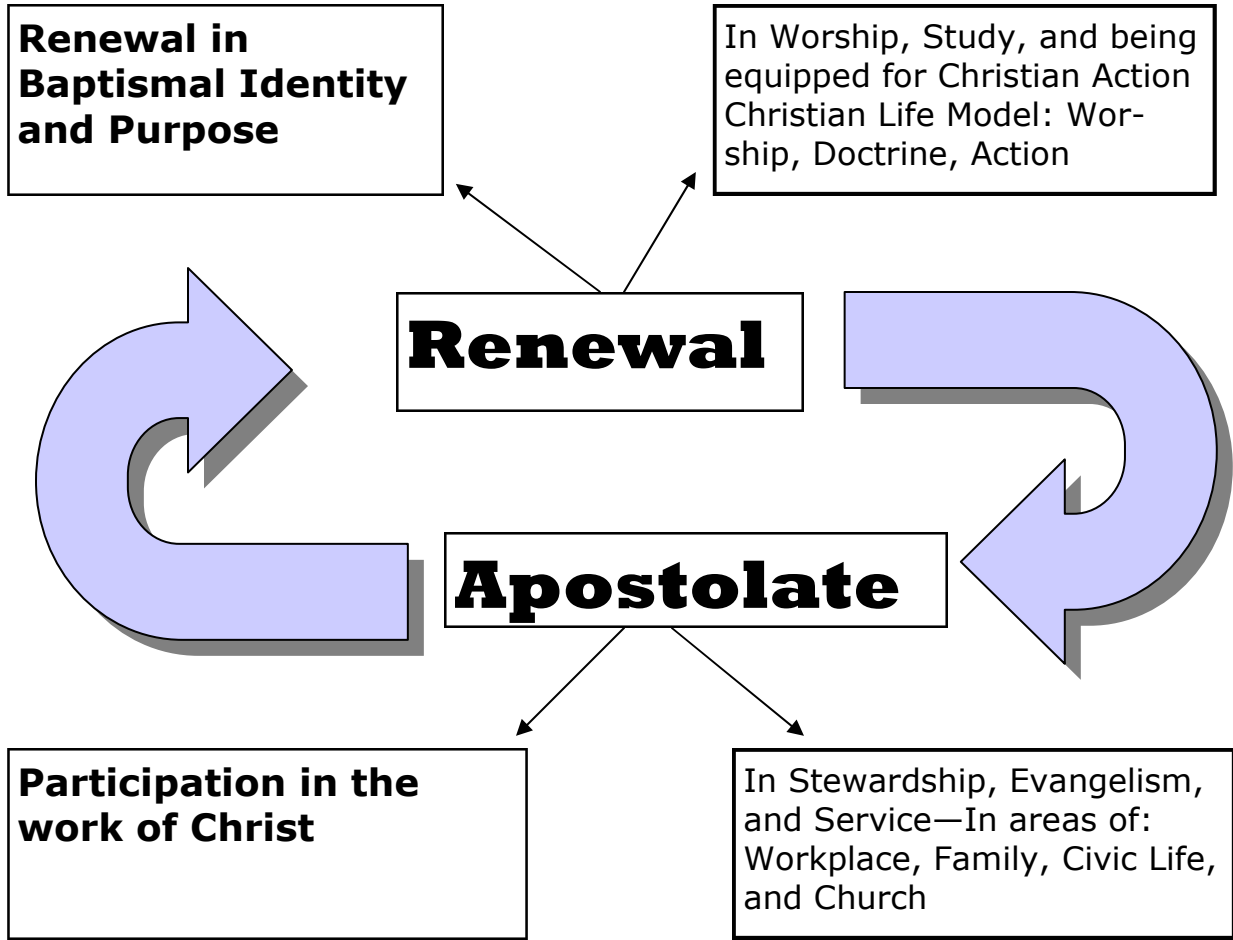 Renewal in
Baptismal Identity
and Purpose
In Worship, Study, and being
equipped for Christian Action
Christian Life Model: Wor-
ship, Doctrine, Action
Renewal
Apostolate
Participation in the
work of Christ
In Stewardship, Evangelism,
and Service—In areas of:
Workplace, Family, Civic Life,
and Church